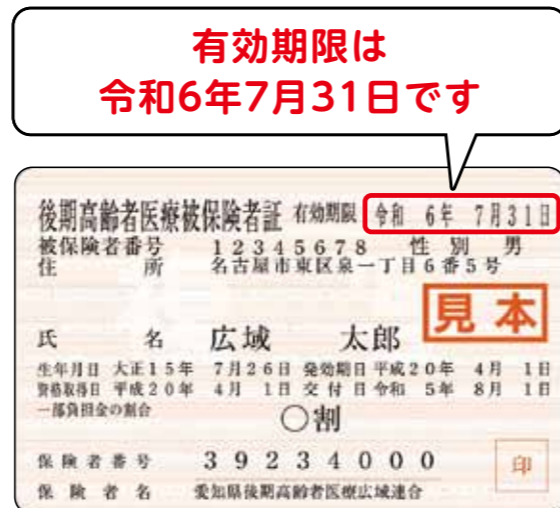 有効期限は
令和6年7月31日です
後期高齢者医療被保険者証 有効期限 令和 6年 7月31日
被保険者番号 12345678 性別 男
住所 名古屋市東区泉一丁目6番5号
見本
氏名 広域 太郎
生年月日 大正15年 7月26日 発効期日 平成20年 4月 1日
資格取得日 平成20年 4月 1日 交付日 令和 5年 8月 1日
一部負担金の割合
〇割
保険者番号 39234000
印
保険者名 愛知県後期高齢者医療広域連合